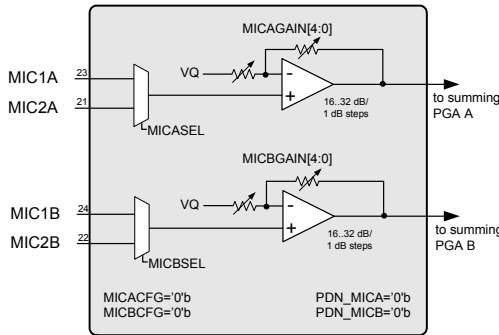 MICAGAIN[4:0]
MIC1A 23
VQ
to summing
PGA A
MIC2A 21
16..32 dB/
1 dB steps
MICASEL
MICBGAIN[4:0]
MIC1B 24
VQ
to summing
PGA B
MIC2B 22
16..32 dB/
1 dB steps
MICBSEL
MICACFG='0'b
MICBCFG='0'b
PDN_MICA='0'b
PDN_MICB='0'b